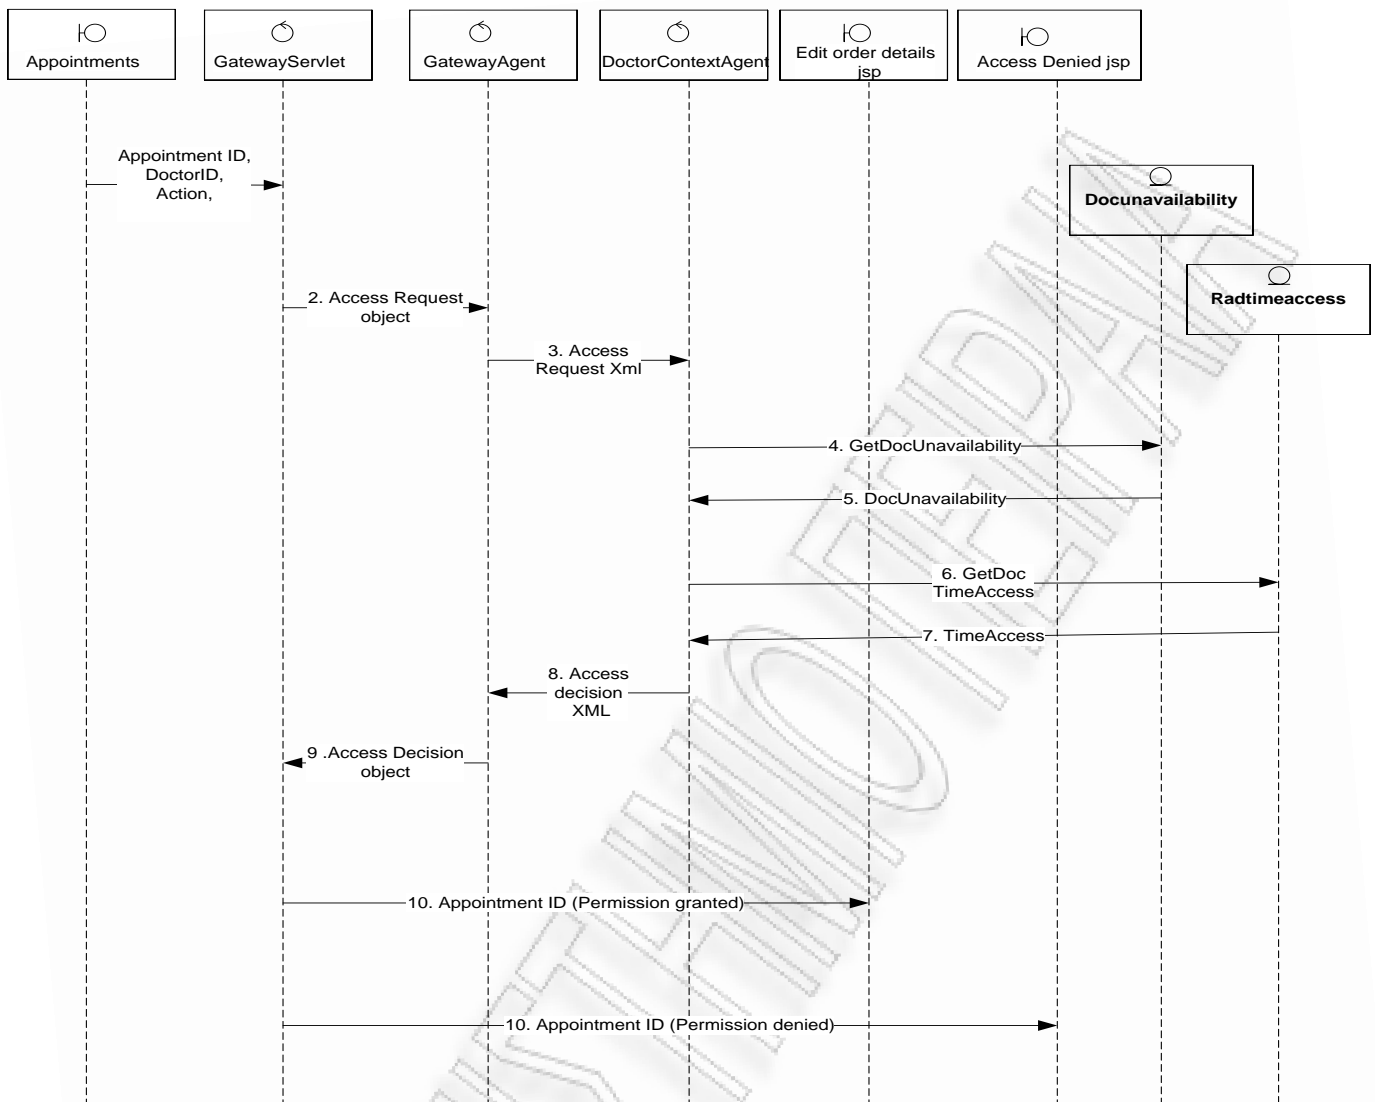 Appointments
GatewayServlet
GatewayAgent
DoctorContextAgent
Edit order details
jsp
Access Denied jsp
Appointment ID,
DoctorID,
Action,
Docunavailability
Radtimeaccess
2. Access Request
object
3. Access
Request Xml
4. GetDocUnavailability
5. DocUnavailability
6. GetDoc
TimeAccess
7. TimeAccess
8. Access
decision
XML
9 .Access Decision
object
10. Appointment ID (Permission granted)
10. Appointment ID (Permission denied)